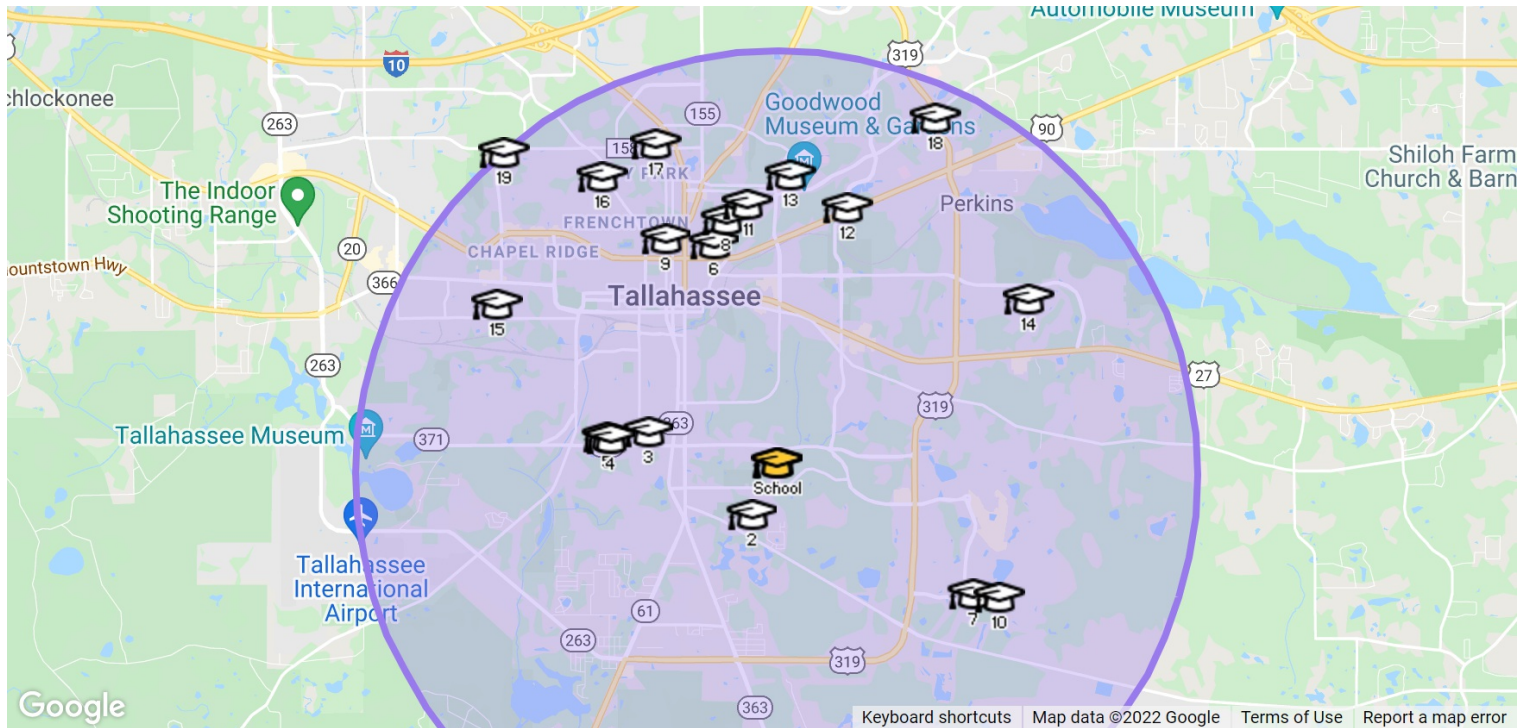 Automobile Museum
319
10
chlockonee
Goodwood
Museum & Gardens
155
263
90
18
158
17
19
Shiloh Farm
Church & Barn
The Indoor
Shooting Range
16
13
Perkins
FRENCHTOWN
11
12
8
20
CHAPEL RIDGE
9
6
ountstown Hwy
366
Tallahassee
14
15
263
27
319
Tallahassee Museum
371
363
4
3
School
2
Tallahassee
International
Airport
61
7
10
263
319
363
Google
Keyboard shortcuts
Map data ©2022 Google
Terms of Use
Report a map error